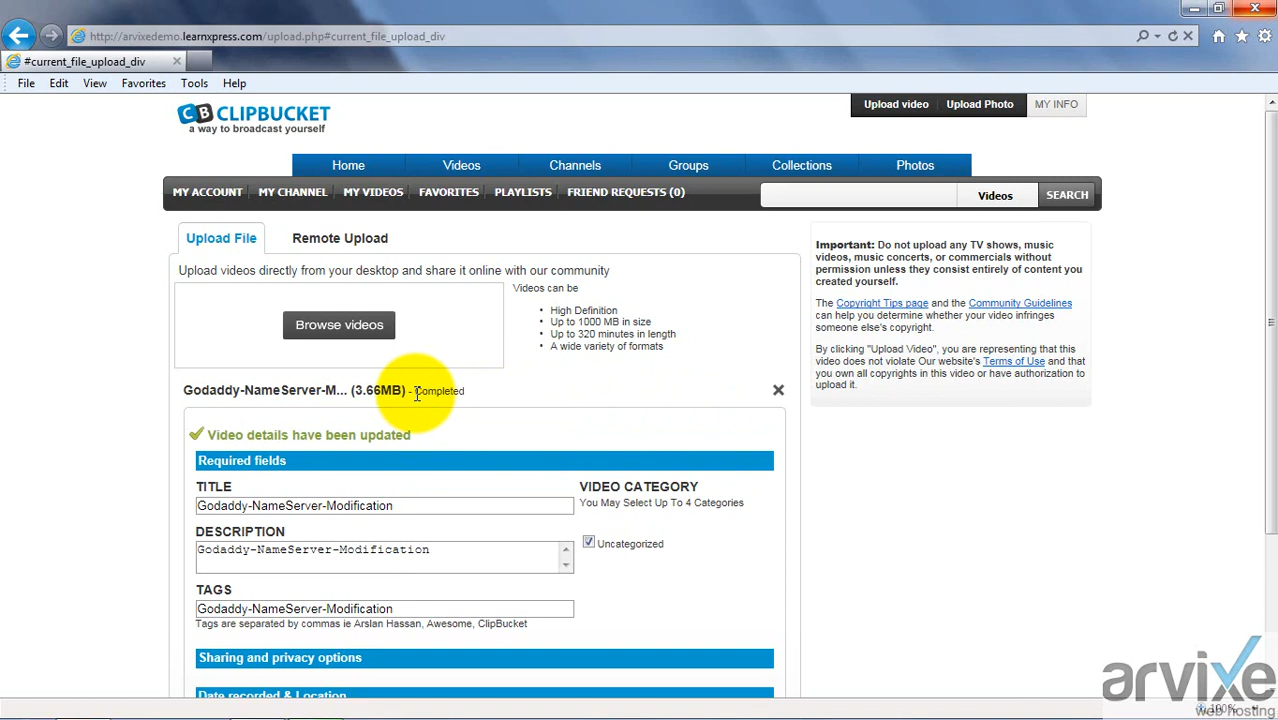 http://arvixedemo.learnxpress.com/upload.php#current_file_upload_div
#current_file_upload_div
File Edit View Favorites Tools Help
CB CLIPBUCKET
a way to broadcast yourself
Upload video Upload Photo MY INFO
Home Videos Channels Groups Collections Photos
MY ACCOUNT MY CHANNEL MY VIDEOS FAVORITES PLAYLISTS FRIEND REQUESTS (0) Videos SEARCH
Upload File Remote Upload
Upload videos directly from your desktop and share it online with our community
Browse videos
Videos can be
• High Definition
• Up to 1000 MB in size
• Up to 320 minutes in length
• A wide variety of formats
Important: Do not upload any TV shows, music
videos, music concerts, or commercials without
permission unless they consist entirely of content you
created yourself.
The Copyright Tips page and the Community Guidelines
can help you determine whether your video infringes
someone else's copyright.
By clicking "Upload Video", you are representing that this
video does not violate Our website's Terms of Use and that
you own all copyrights in this video or have authorization to
upload it.
Godaddy-NameServer-M... (3.66MB) - Completed
Video details have been updated
Required fields
TITLE
Godaddy-NameServer-Modification
DESCRIPTION
Godaddy-NameServer-Modification
TAGS
Godaddy-NameServer-Modification
Tags are separated by commas ie Arslan Hassan, Awesome, ClipBucket
VIDEO CATEGORY
You May Select Up To 4 Categories
Uncategorized
Sharing and privacy options
Date recorded & Location
arvixe
web hosting
100%